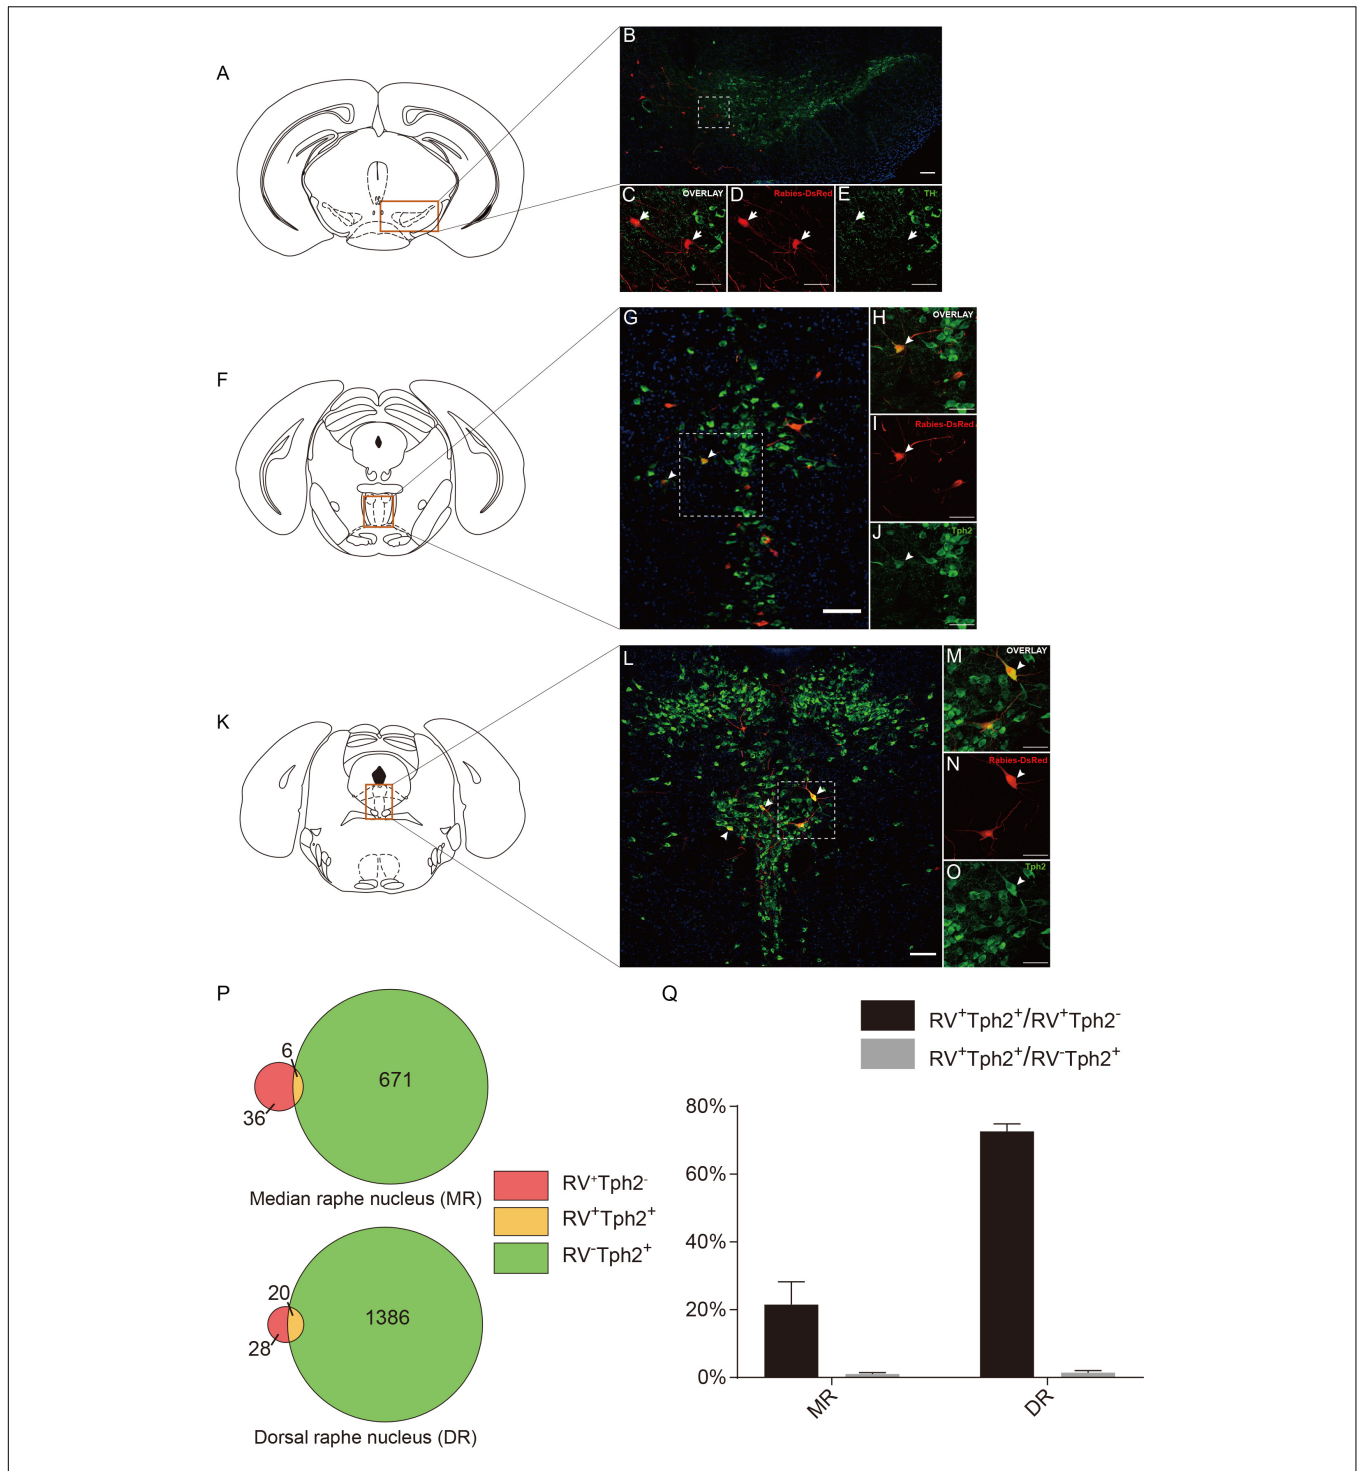 A
B
C
OVERLAY
D
Rabies-DsRed
E
TH
F
G
H
OVERLAY
I
Rabies-DsRed
J
Tph2
K
L
M
OVERLAY
N
Rabies-DsRed
O
Tph2
P
6
671
36
Median raphe nucleus (MR)
RV⁺Tph2⁻
RV⁺Tph2⁺
RV⁻Tph2⁺
20
1386
28
Dorsal raphe nucleus (DR)
Q
RV⁺Tph2⁺/RV⁺Tph2⁻
RV⁺Tph2⁺/RV⁻Tph2⁺
80%
60%
40%
20%
0%
MR
DR